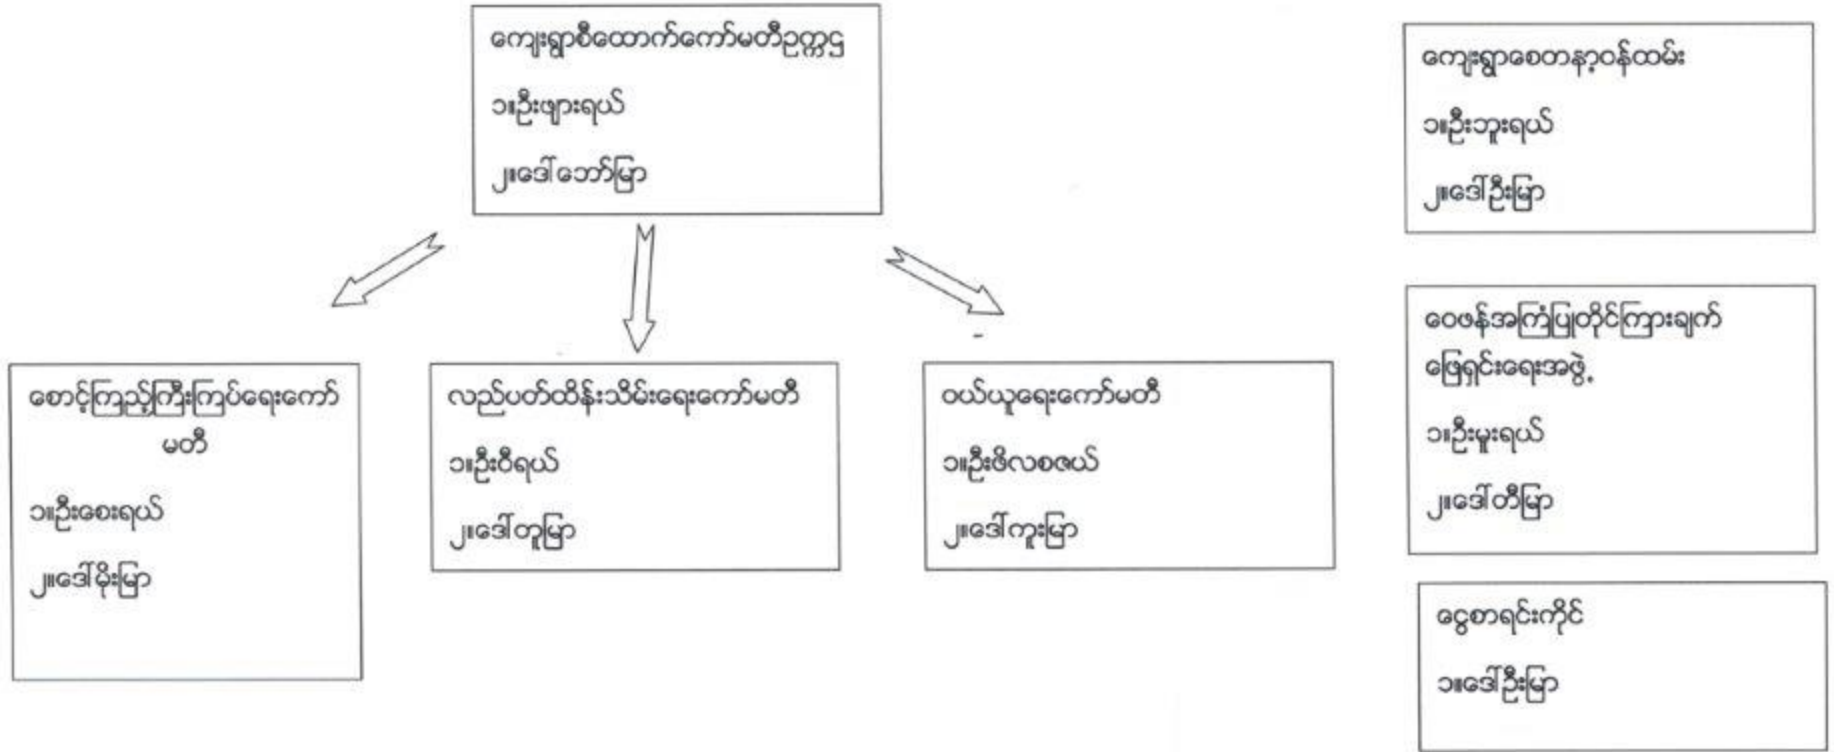 ကျေးရွာစီထောက်ကော်မတီဥက္ကဋ္ဌ
၁။ဦးဖျားရယ်
၂။ဒေါ်ဘော်မြာ
ကျေးရွာစေတနာ့ဝန်ထမ်း
၁။ဦးဘူးရယ်
၂။ဒေါ်ဦးမြာ
ဝေဖန်အကြံပြုတိုင်ကြားချက်
ဖြေရှင်းရေးအဖွဲ့
၁။ဦးမူးရယ်
၂။ဒေါ်တီမြာ
စောင့်ကြည့်ကြီးကြပ်ရေးကော်
မတီ
၁။ဦးစေးရယ်
၂။ဒေါ်မိုးမြာ
လည်ပတ်ထိန်းသိမ်းရေးကော်မတီ
၁။ဦးဝီရယ်
၂။ဒေါ်တူမြာ
ဝယ်ယူရေးကော်မတီ
၁။ဦးဖိလစဇယ်
၂။ဒေါ်ကူးမြာ
ငွေစာရင်းကိုင်
၁။ဒေါ်ဦးမြာ